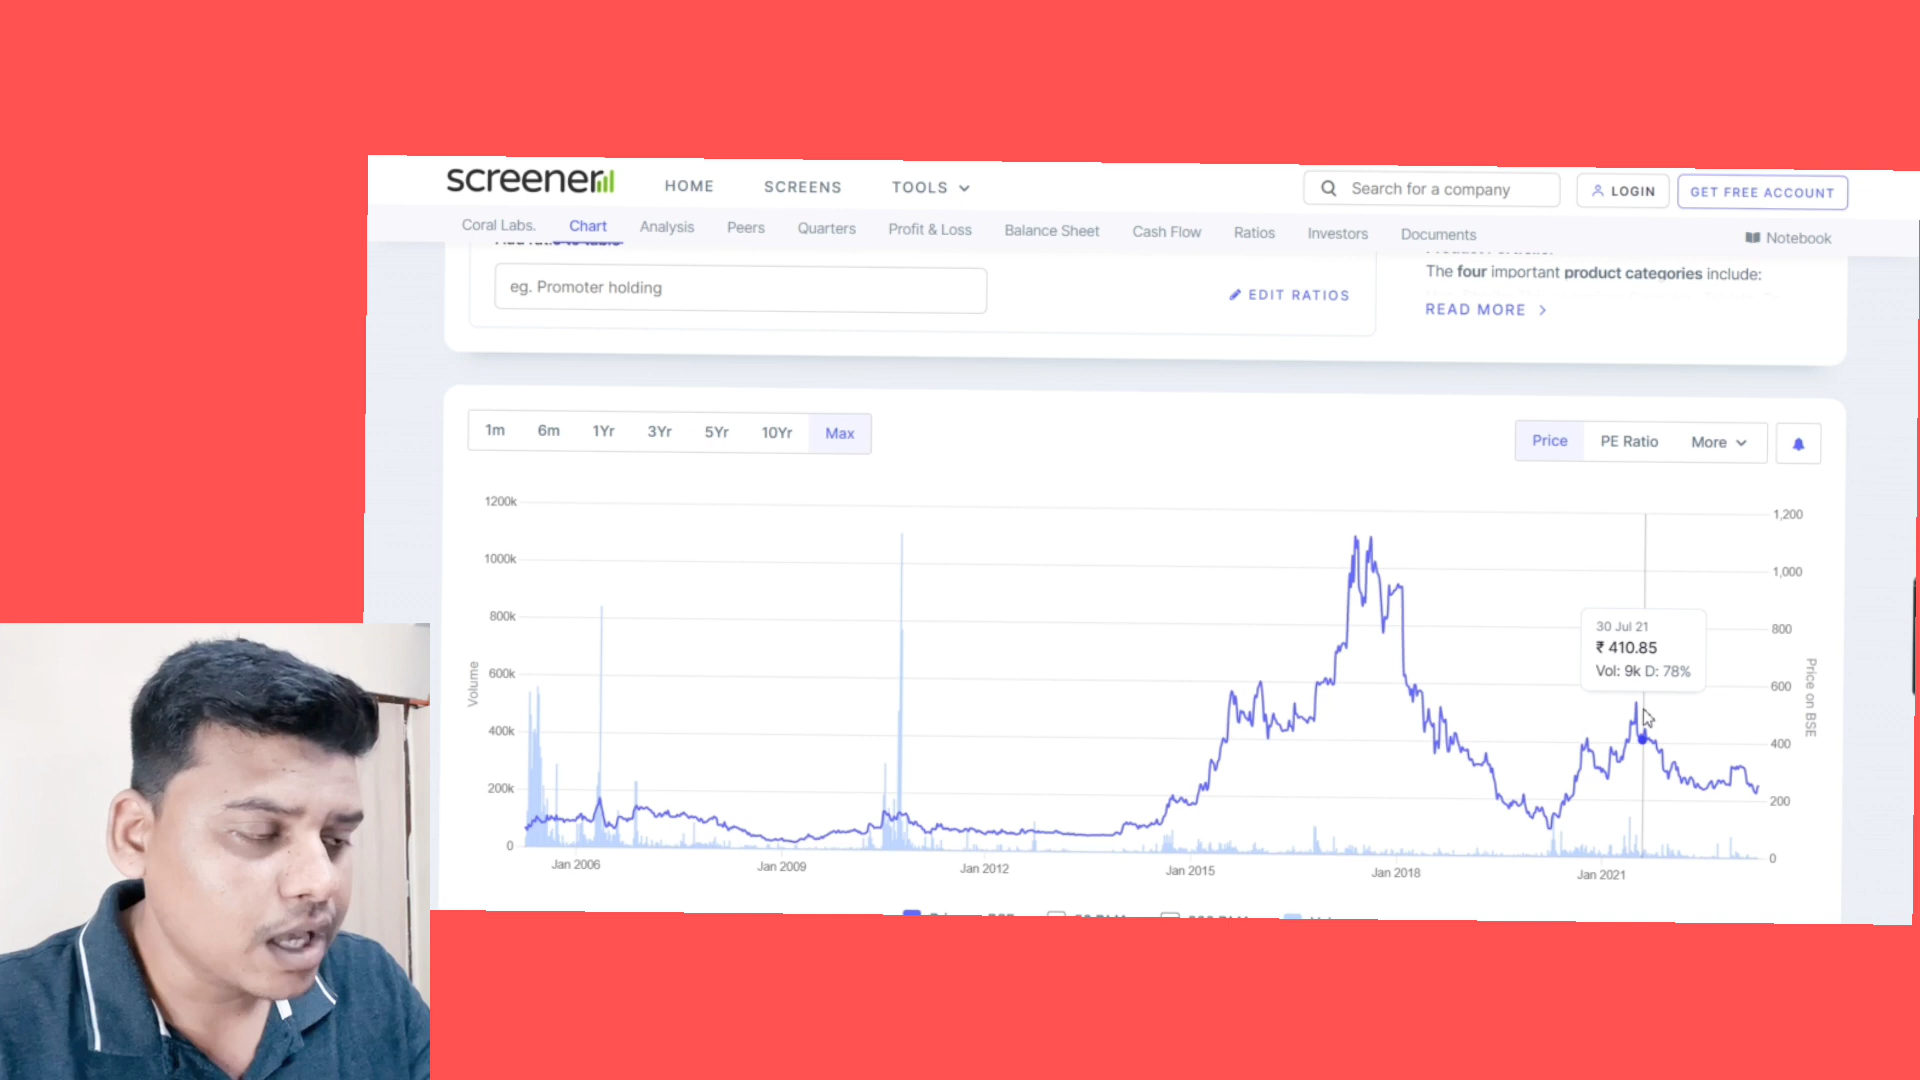 screener
HOME SCREENS TOOLS
Search for a company
LOGIN
GET FREE ACCOUNT
Coral Labs. Chart Analysis Peers Quarters Profit & Loss Balance Sheet Cash Flow Ratios Investors Documents
Notebook
eg. Promoter holding
EDIT RATIOS
The four important product categories include:
READ MORE
1m 6m 1Yr 3Yr 5Yr 10Yr Max
Price PE Ratio More
1200k
1000k
800k
600k
400k
200k
0
Volume
1,200
1,000
800
600
400
200
0
Price on BSE
30 Jul 21
₹ 410.85
Vol: 9k D: 78%
Jan 2006 Jan 2009 Jan 2012 Jan 2015 Jan 2018 Jan 2021